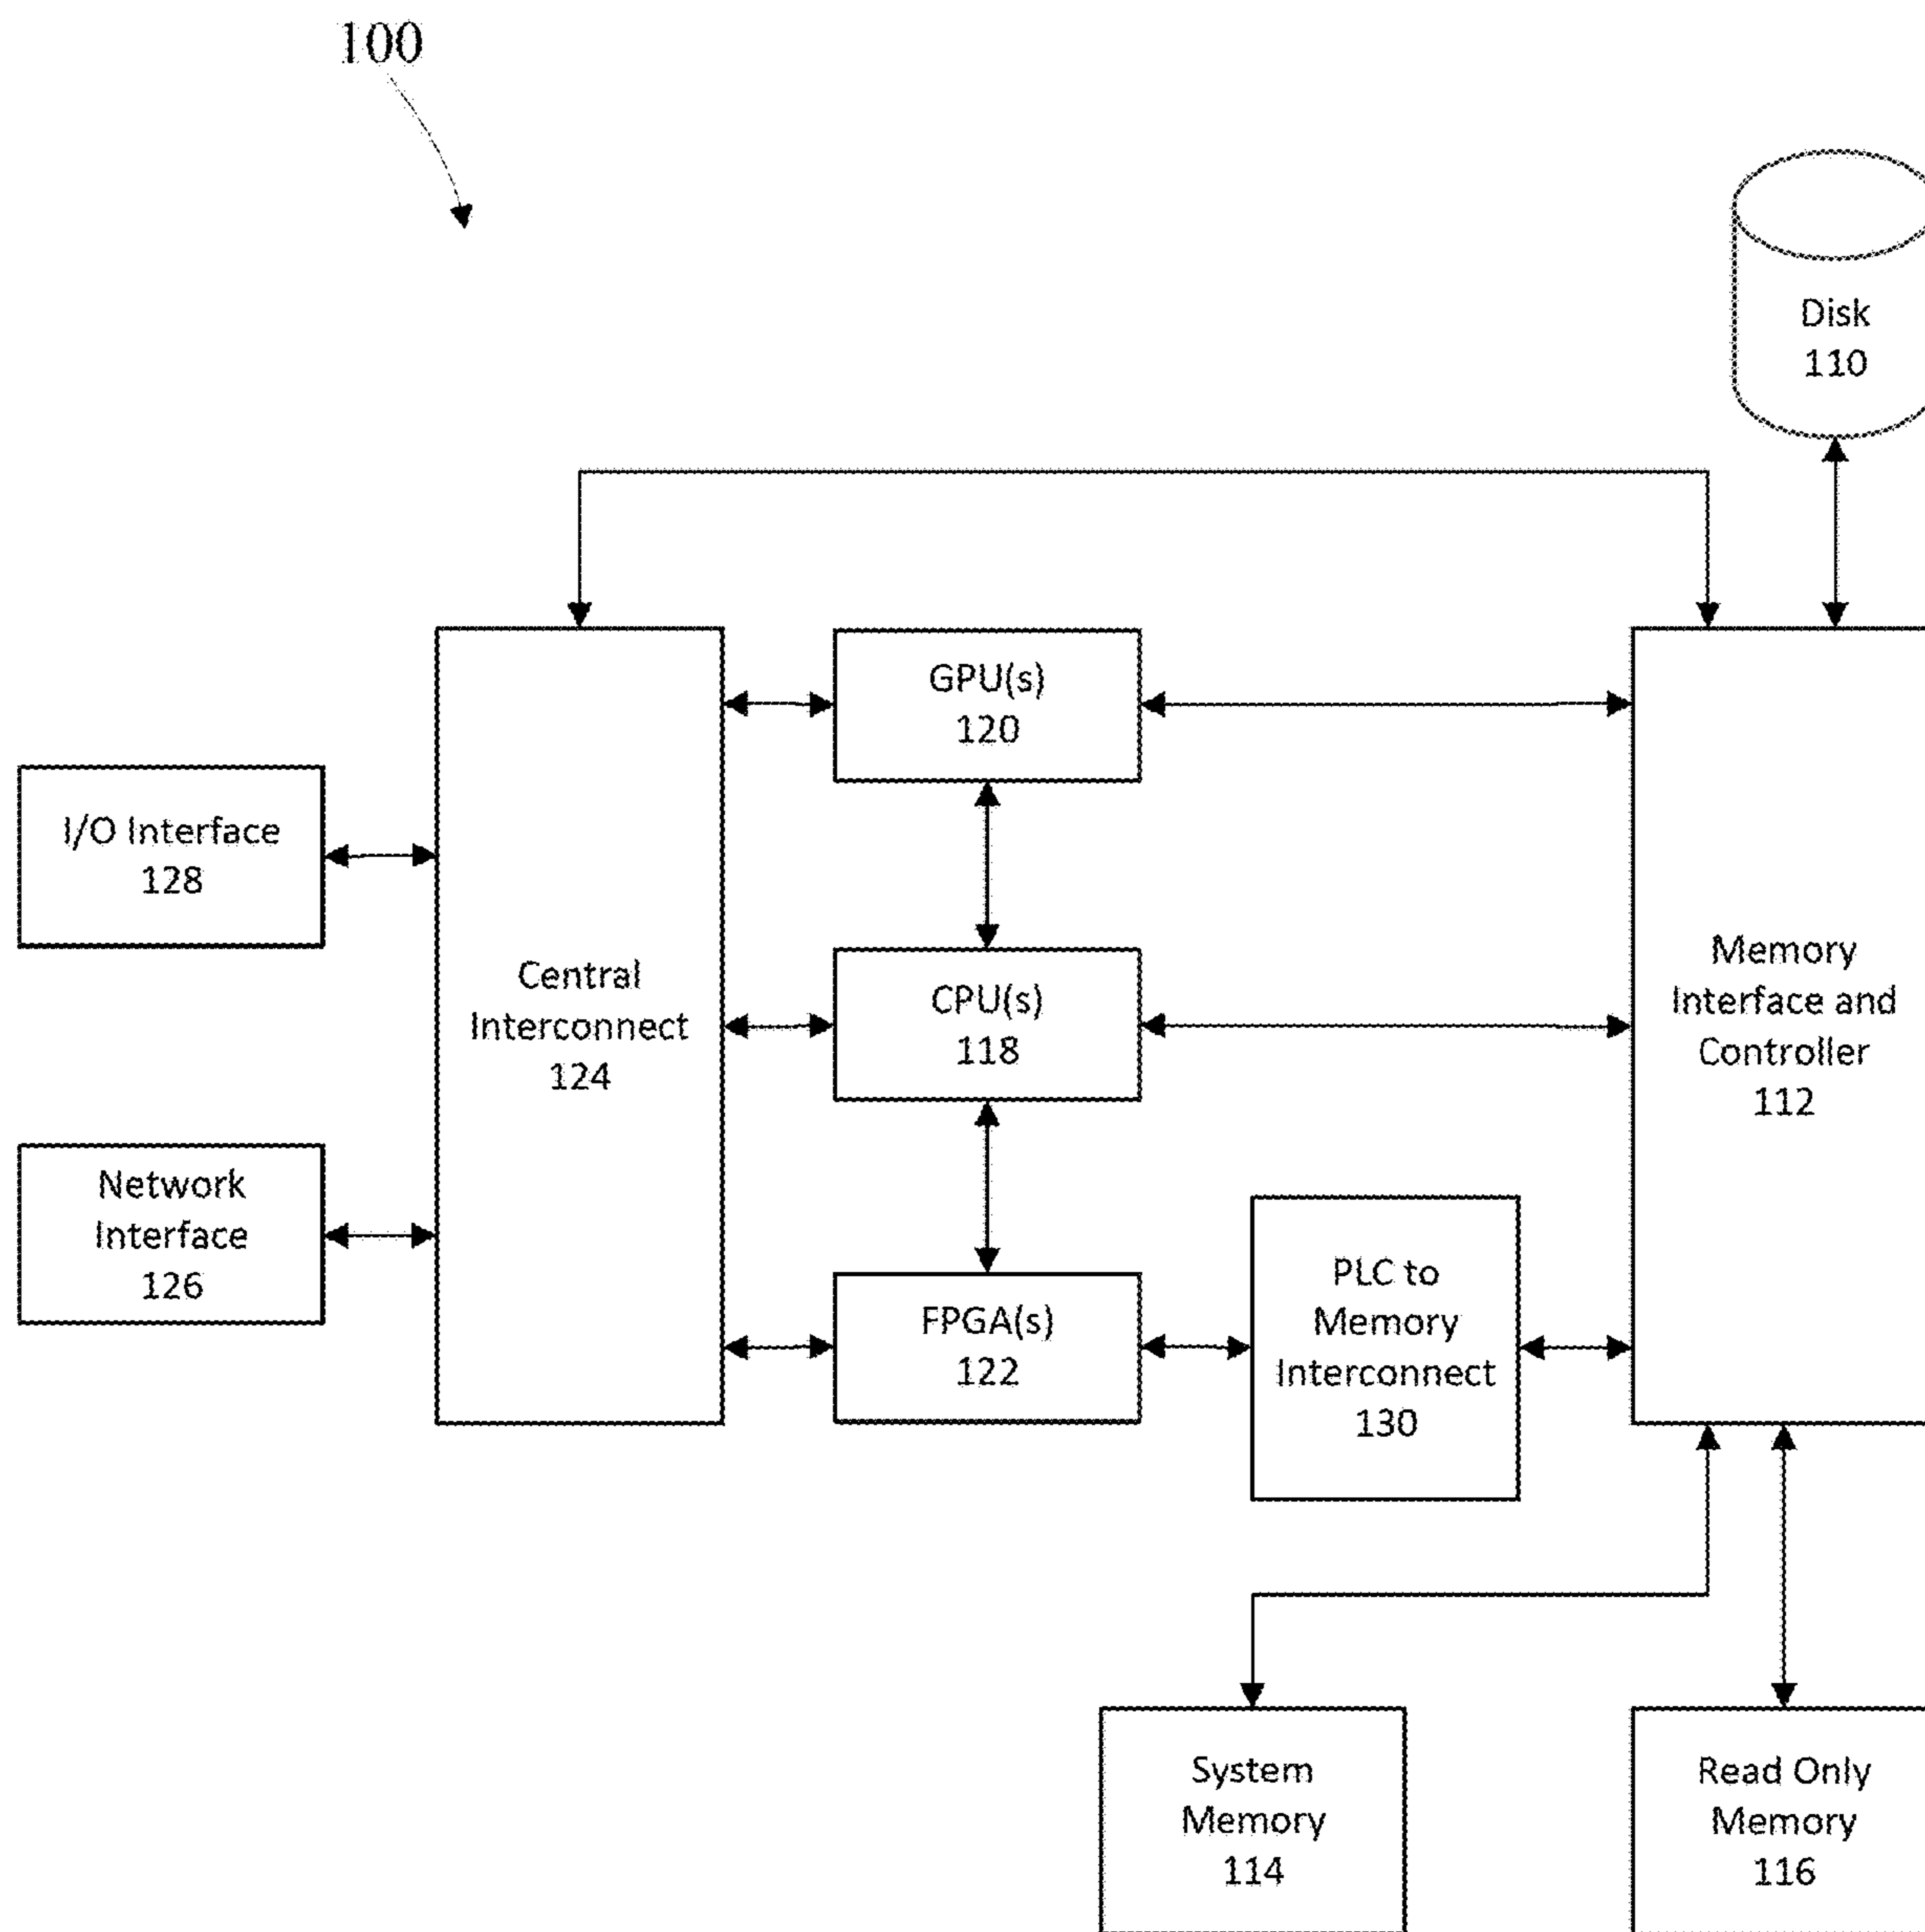 100
Disk
110
GPU(s)
120
I/O Interface
128
Central
Interconnect
124
CPU(s)
118
Memory
Interface and
Controller
112
Network
Interface
126
FPGA(s)
122
PLC to
Memory
Interconnect
130
System
Memory
114
Read Only
Memory
116